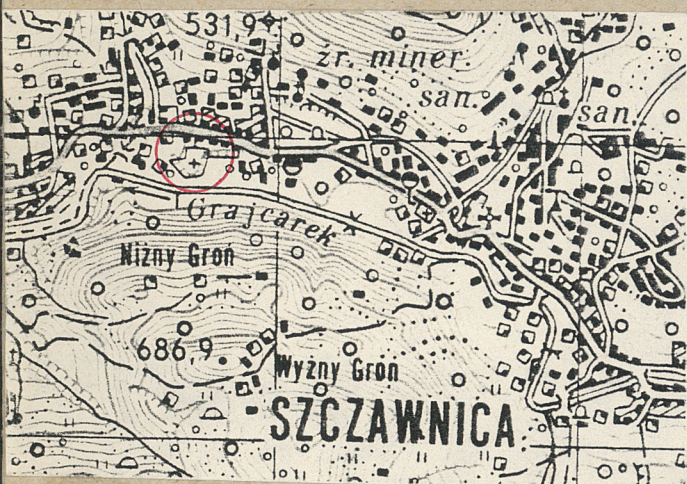 531,9
źr. miner.
san.
san.
Grajcarek
Niżny Groń
686,9
Wyżny Groń
SZCZAWNICA